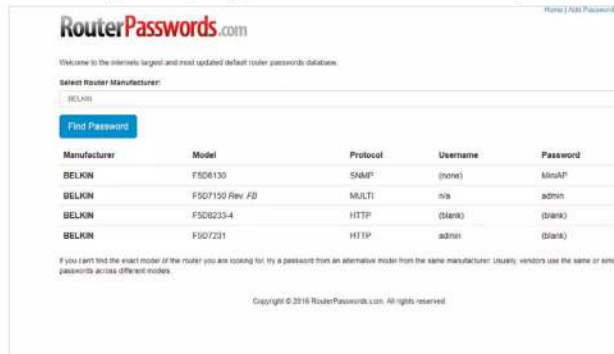 Home | Add Password
RouterPasswords.com
Welcome to the internets largest and most updated default router passwords database.
Select Router Manufacturer:
BELKIN
Find Password
Manufacturer Model Protocol Username Password
BELKIN F5D6130 SNMP (none) MiniAP
BELKIN F5D7150 Rev. FB MULTI n/a admin
BELKIN F5D8233-4 HTTP (blank) (blank)
BELKIN F5D7231 HTTP admin (blank)
If you can't find the exact model of the router you are looking for, try a password from an alternative model from the same manufacturer. Usually, vendors use the same or
passwords across different models.
Copyright © 2016 RouterPasswords.com. All rights reserved.